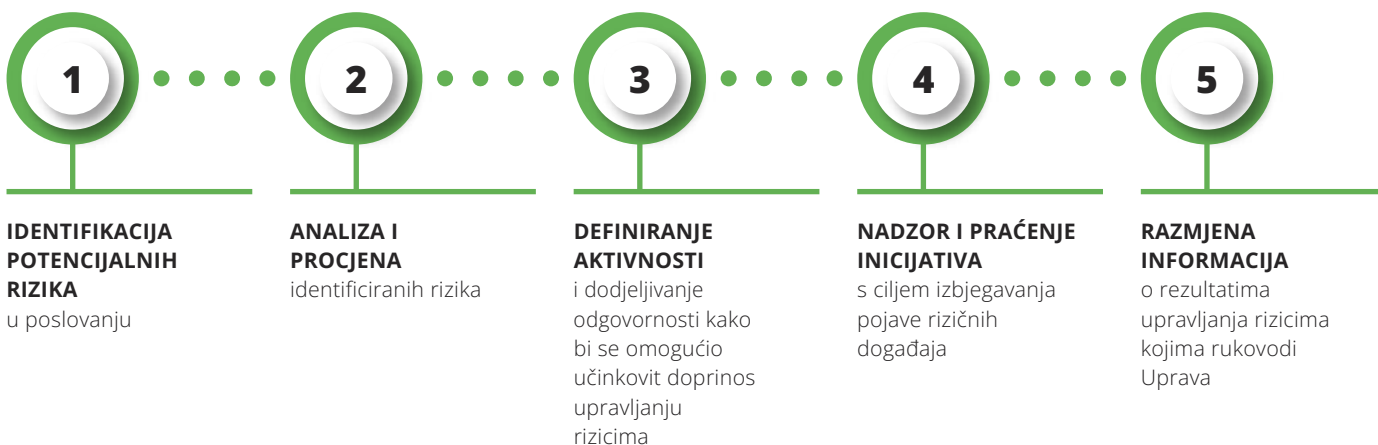 1
IDENTIFIKACIJA
POTENCIJALNIH
RIZIKA
u poslovanju
2
ANALIZA I
PROCJENA
identificiranih rizika
3
DEFINIRANJE
AKTIVNOSTI
i dodjeljivanje
odgovornosti kako
bi se omogućio
učinkovit doprinos
upravljanju
rizicima
4
NADZOR I PRAĆENJE
INICIJATIVA
s ciljem izbjegavanja
pojave rizičnih
događaja
5
RAZMJENA
INFORMACIJA
o rezultatima
upravljanja rizicima
kojima rukovodi
Uprava